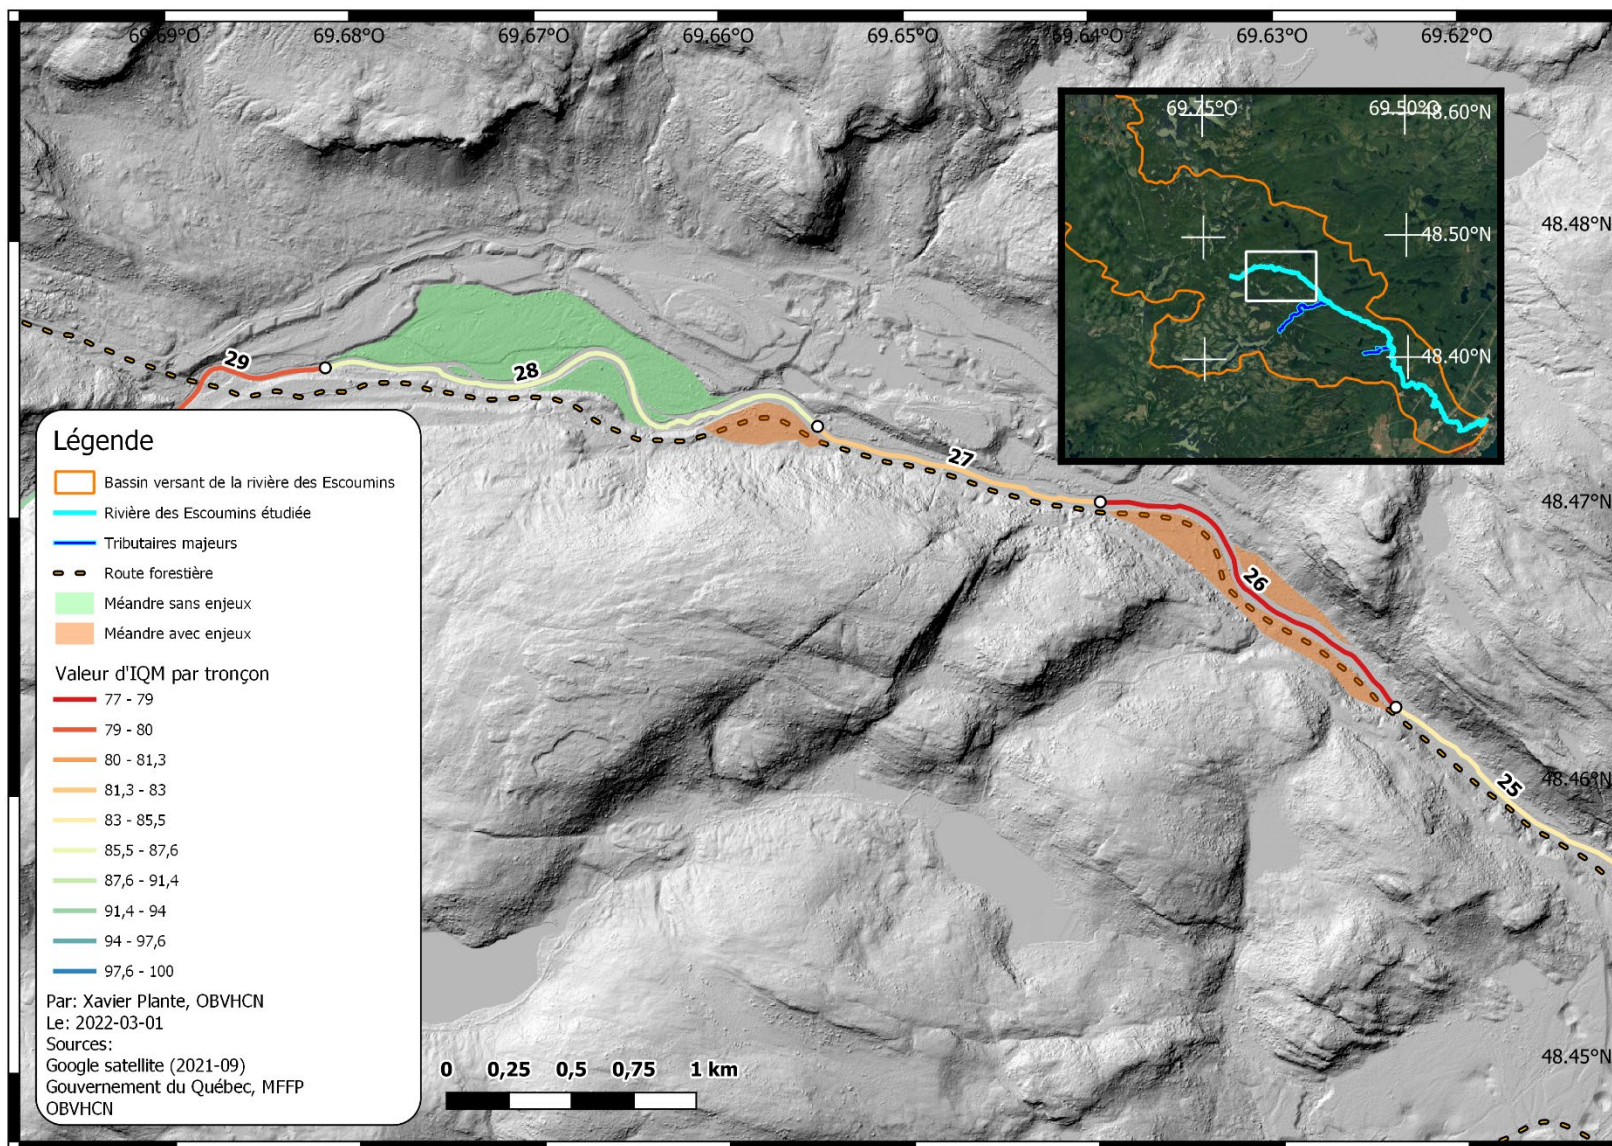 69.69°O 69.68°O 69.67°O 69.66°O 69.65°O 69.64°O 69.63°O 69.62°O
69.75°O 69.50°O 48.60°N
48.50°N
48.40°N
48.48°N
48.47°N
48.46°N
48.45°N
29
28
27
26
25
Légende
Bassin versant de la rivière des Escoumins
Rivière des Escoumins étudiée
Tributaires majeurs
Route forestière
Méandre sans enjeux
Méandre avec enjeux
Valeur d'IQM par tronçon
77 - 79
79 - 80
80 - 81,3
81,3 - 83
83 - 85,5
85,5 - 87,6
87,6 - 91,4
91,4 - 94
94 - 97,6
97,6 - 100
Par: Xavier Plante, OBVHCN
Le: 2022-03-01
Sources:
Google satellite (2021-09)
Gouvernement du Québec, MFFP
OBVHCN
0 0,25 0,5 0,75 1 km